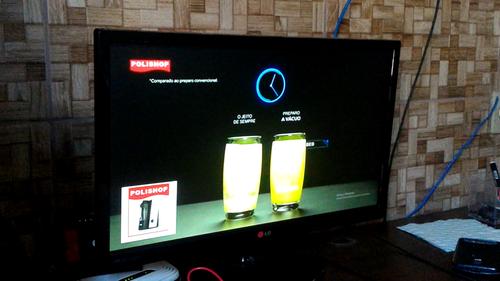 POLISHOP
*Comparado ao preparo convencional.
O JEITO
DE SEMPRE
PREPARO
A VÁCUO
POLISHOP
LG